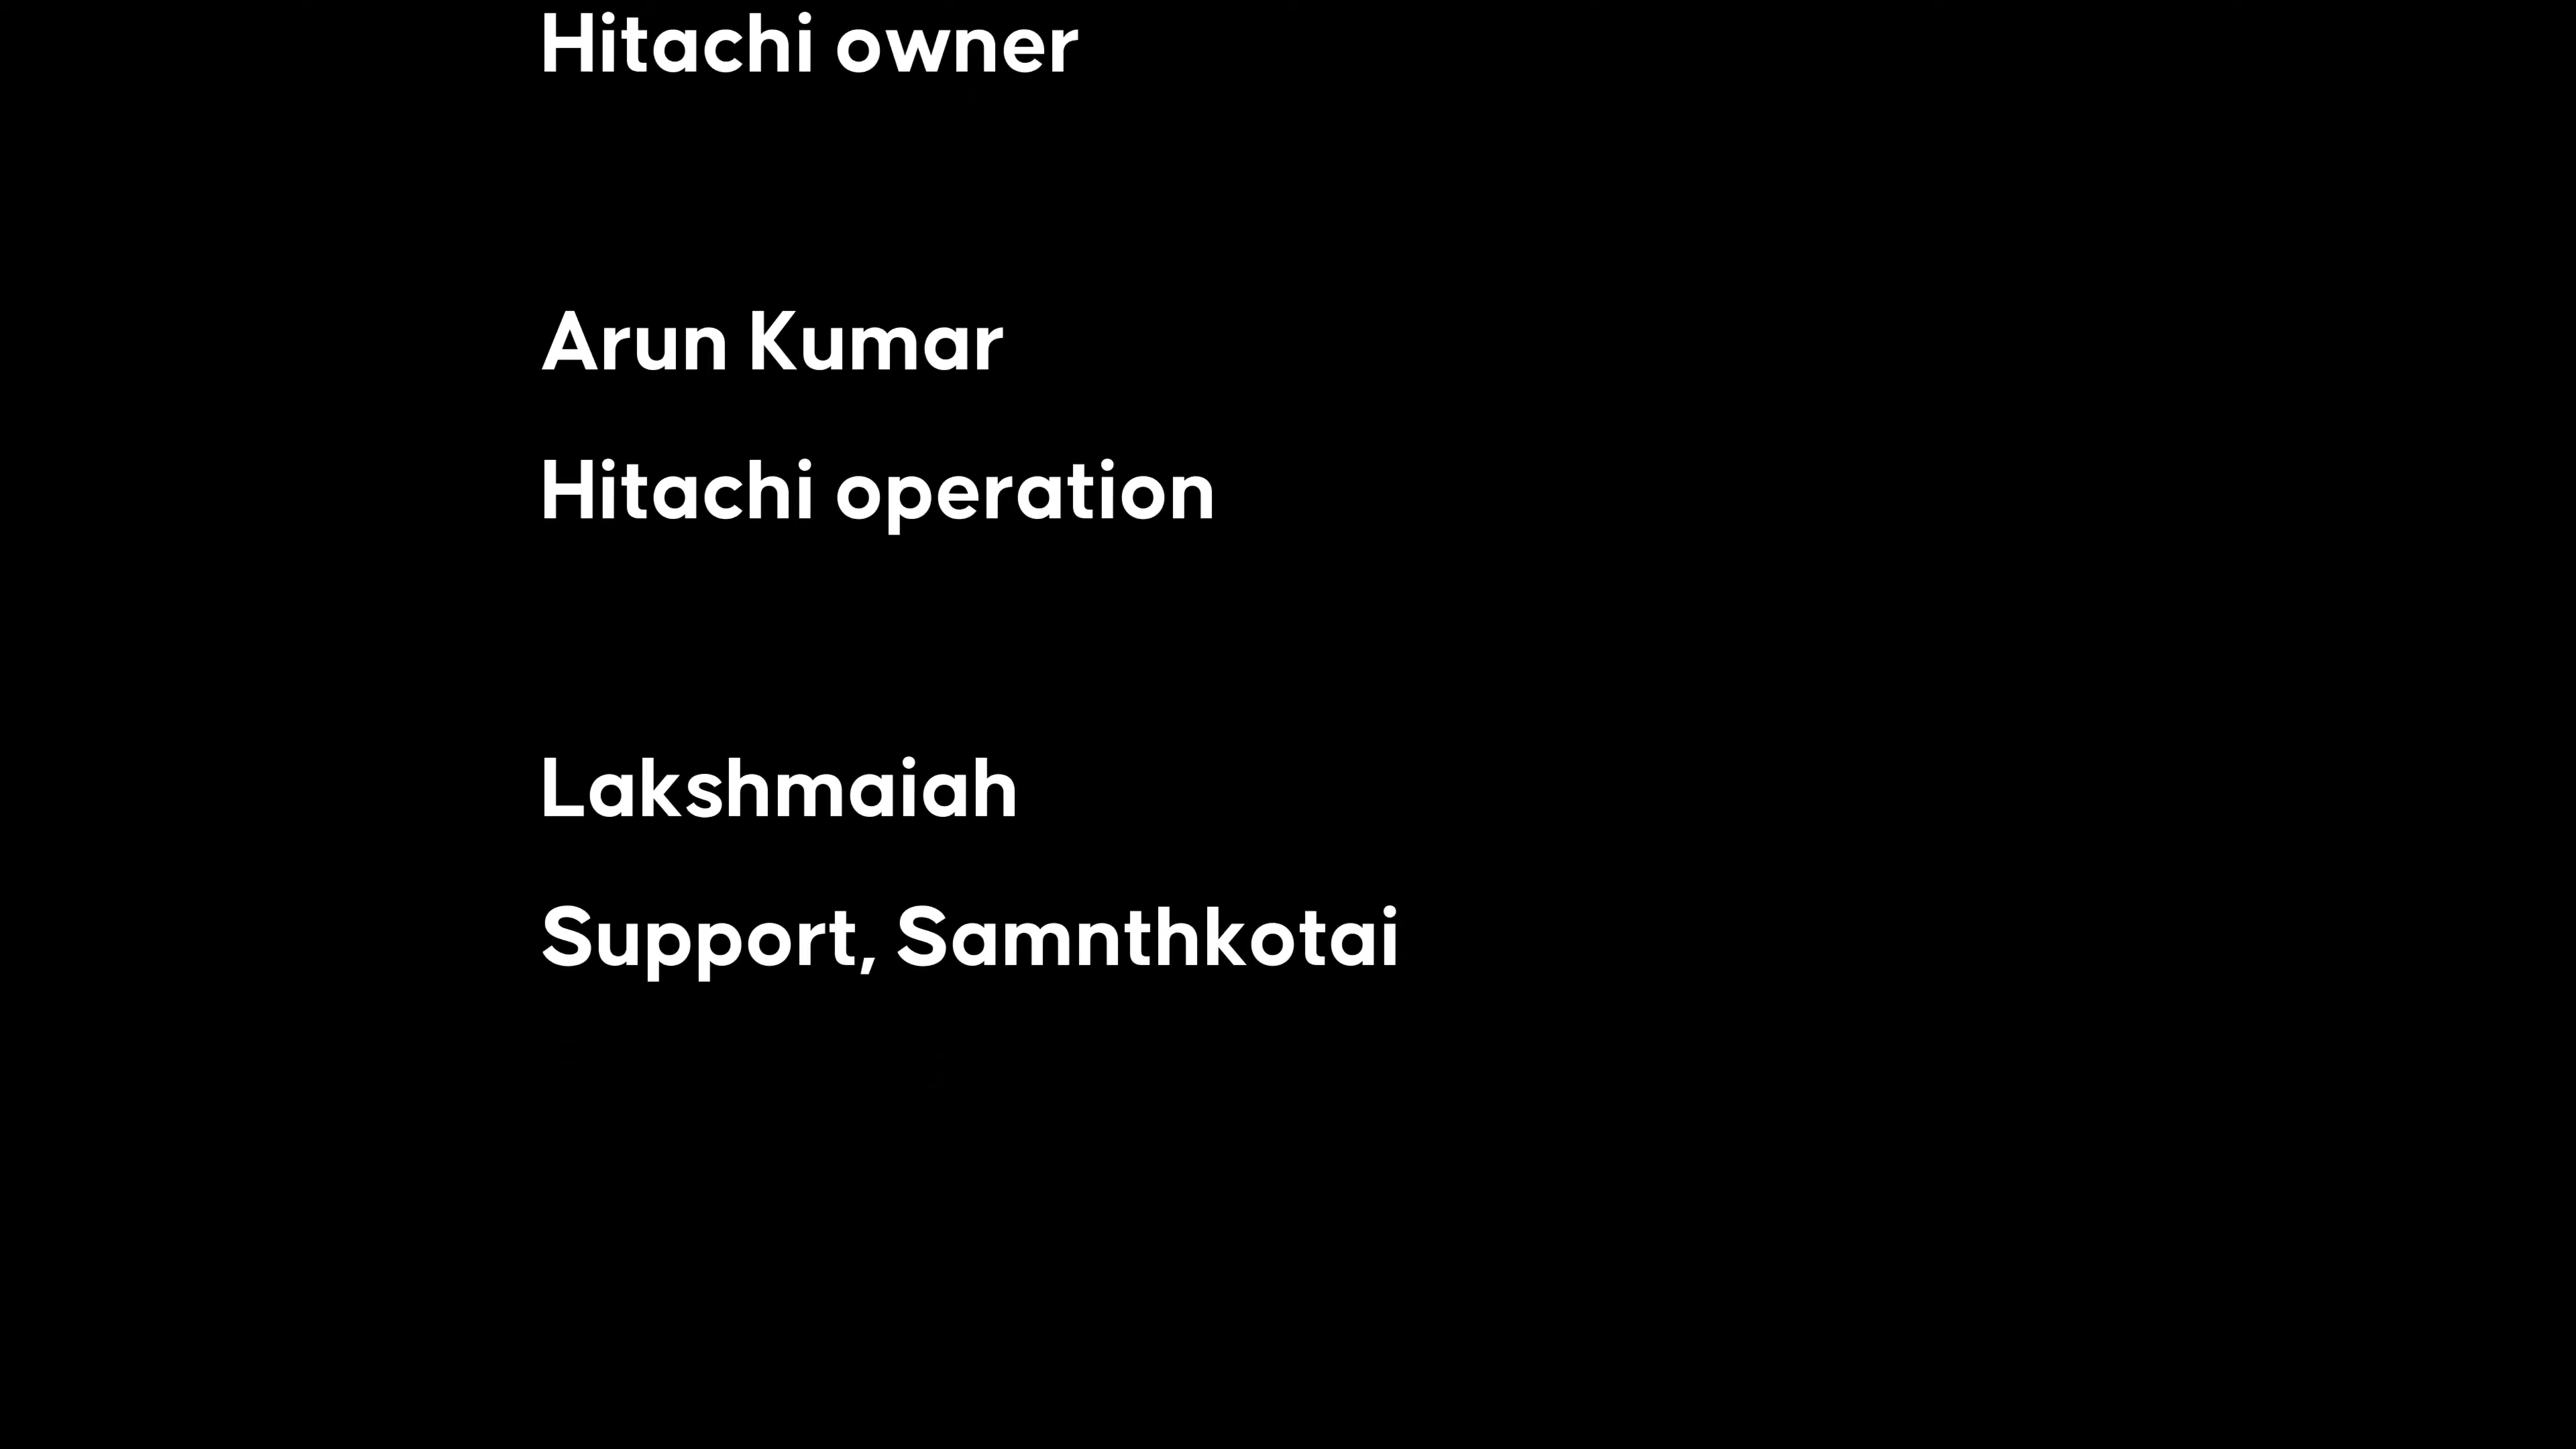 Hitachi owner
Arun Kumar
Hitachi operation
Lakshmaiah
Support, Samnthkotai